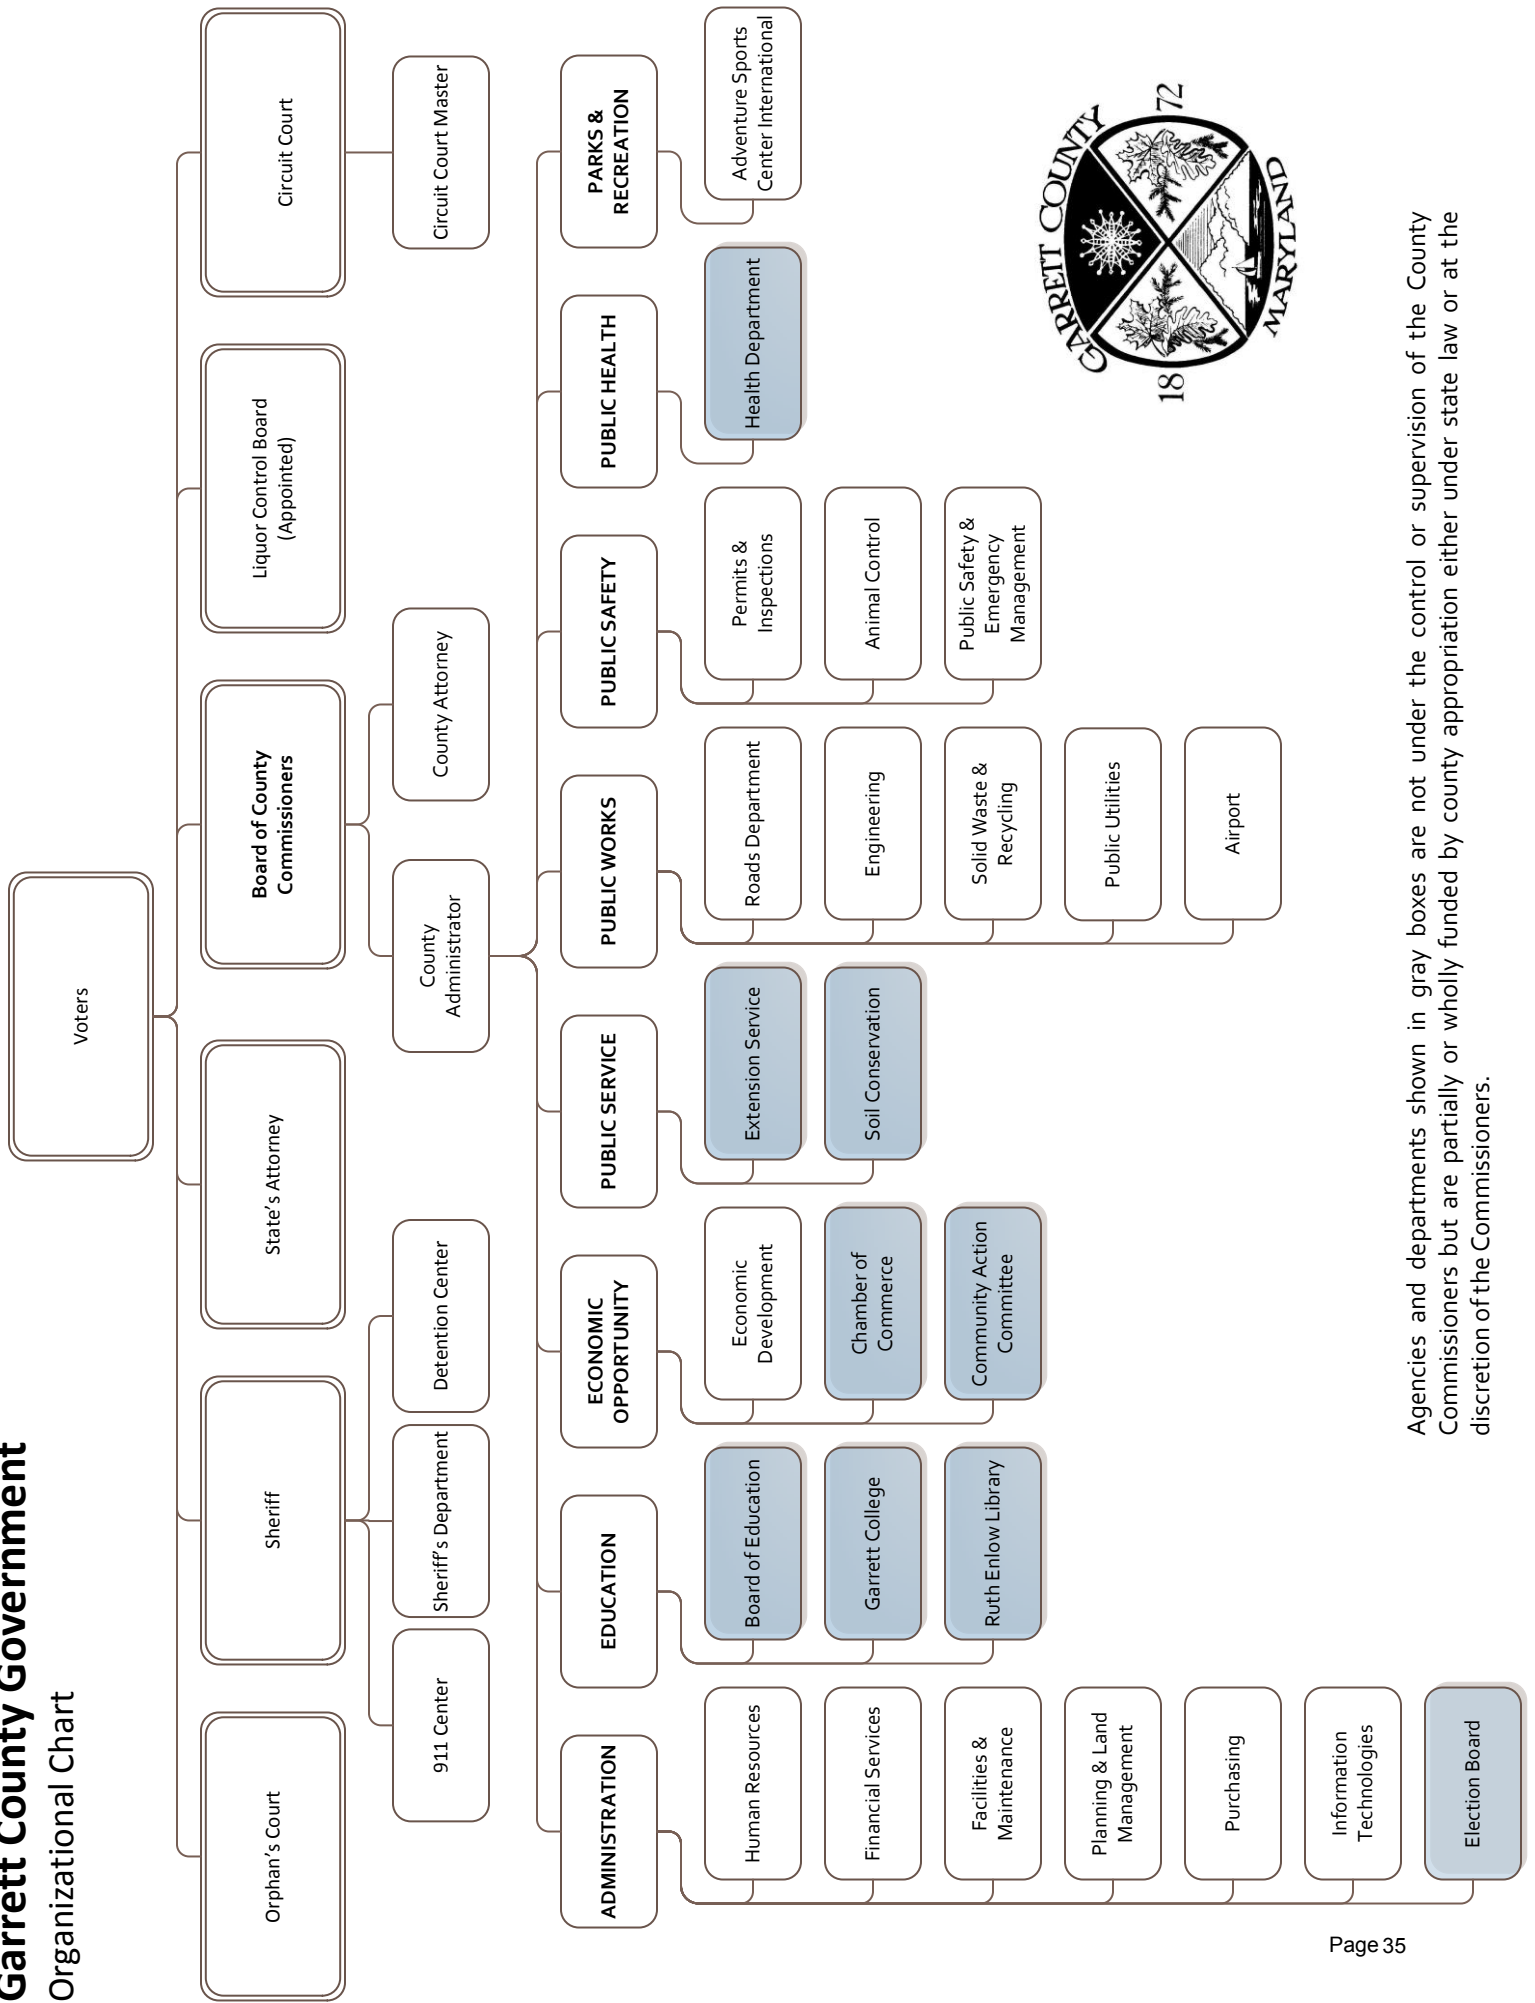 Garrett County Government
Organizational Chart
Voters
Orphan's Court
Sheriff
State's Attorney
Board of County
Commissioners
Liquor Control Board
(Appointed)
Circuit Court
911 Center
Sheriff's Department
Detention Center
County
Administrator
County Attorney
Circuit Court Master
ADMINISTRATION
EDUCATION
ECONOMIC
OPPORTUNITY
PUBLIC SERVICE
PUBLIC WORKS
PUBLIC SAFETY
PUBLIC HEALTH
PARKS &
RECREATION
Human Resources
Financial Services
Facilities &
Maintenance
Planning & Land
Management
Purchasing
Information
Technologies
Election Board
Board of Education
Garrett College
Ruth Enlow Library
Economic
Development
Chamber of
Commerce
Community Action
Committee
Extension Service
Soil Conservation
Roads Department
Engineering
Solid Waste &
Recycling
Public Utilities
Airport
Permits &
Inspections
Animal Control
Public Safety &
Emergency
Management
Health Department
Adventure Sports
Center International
GARRETT COUNTY
18 72
MARYLAND
Agencies and departments shown in gray boxes are not under the control or supervision of the County
Commissioners but are partially or wholly funded by county appropriation either under state law or at the
discretion of the Commissioners.
Page 35